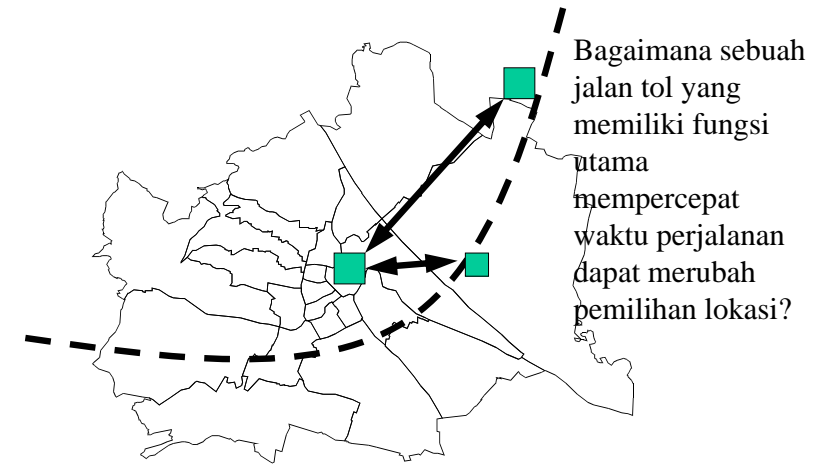 Bagaimana sebuah
jalan tol yang
memiliki fungsi
utama
mempercepat
waktu perjalanan
dapat merubah
pemilihan lokasi?